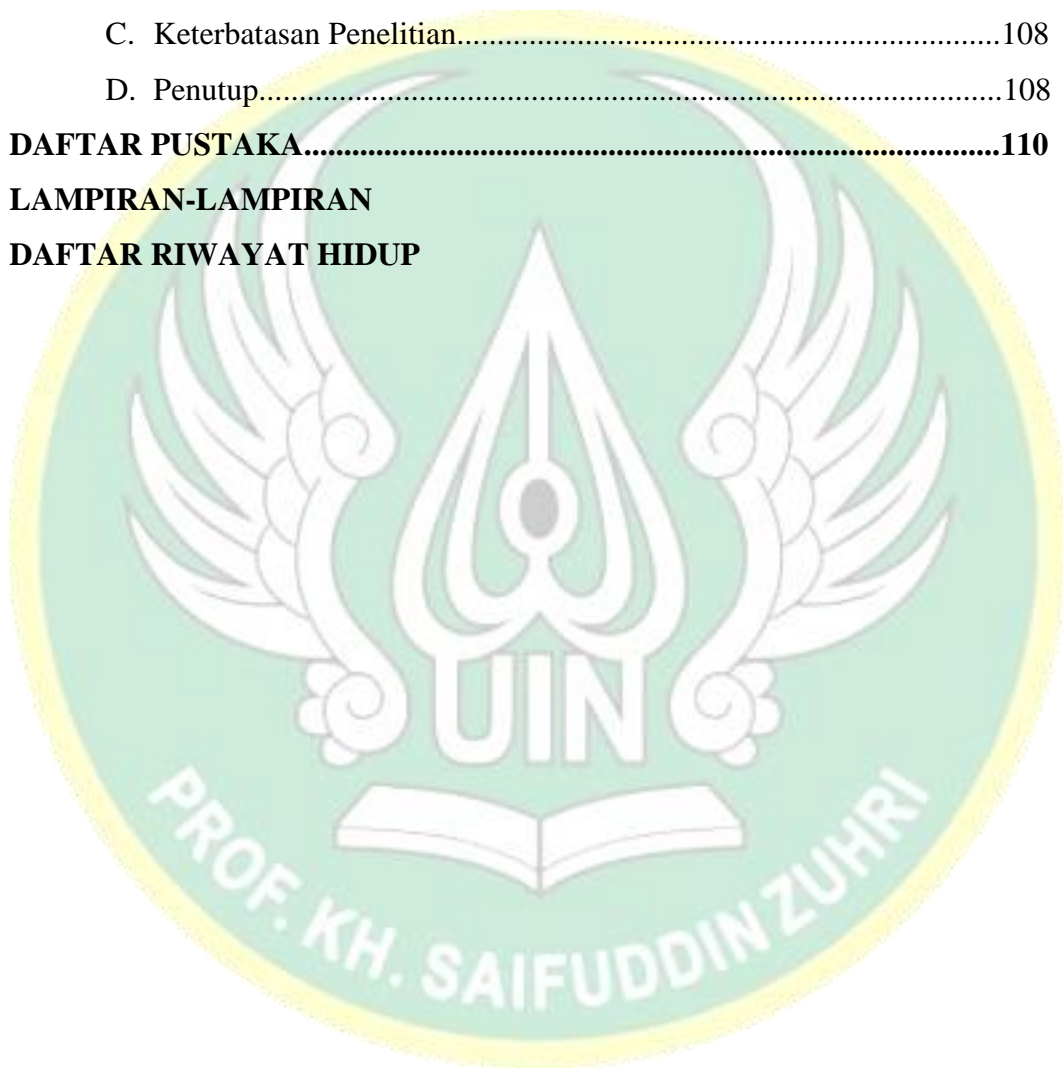 C. Keterbatasan Penelitian....................................................................108
D. Penutup.............................................................................................108
DAFTAR PUSTAKA.....................................................................................110
LAMPIRAN-LAMPIRAN
DAFTAR RIWAYAT HIDUP
UIN
PROF. KH. SAIFUDDIN ZUHRI